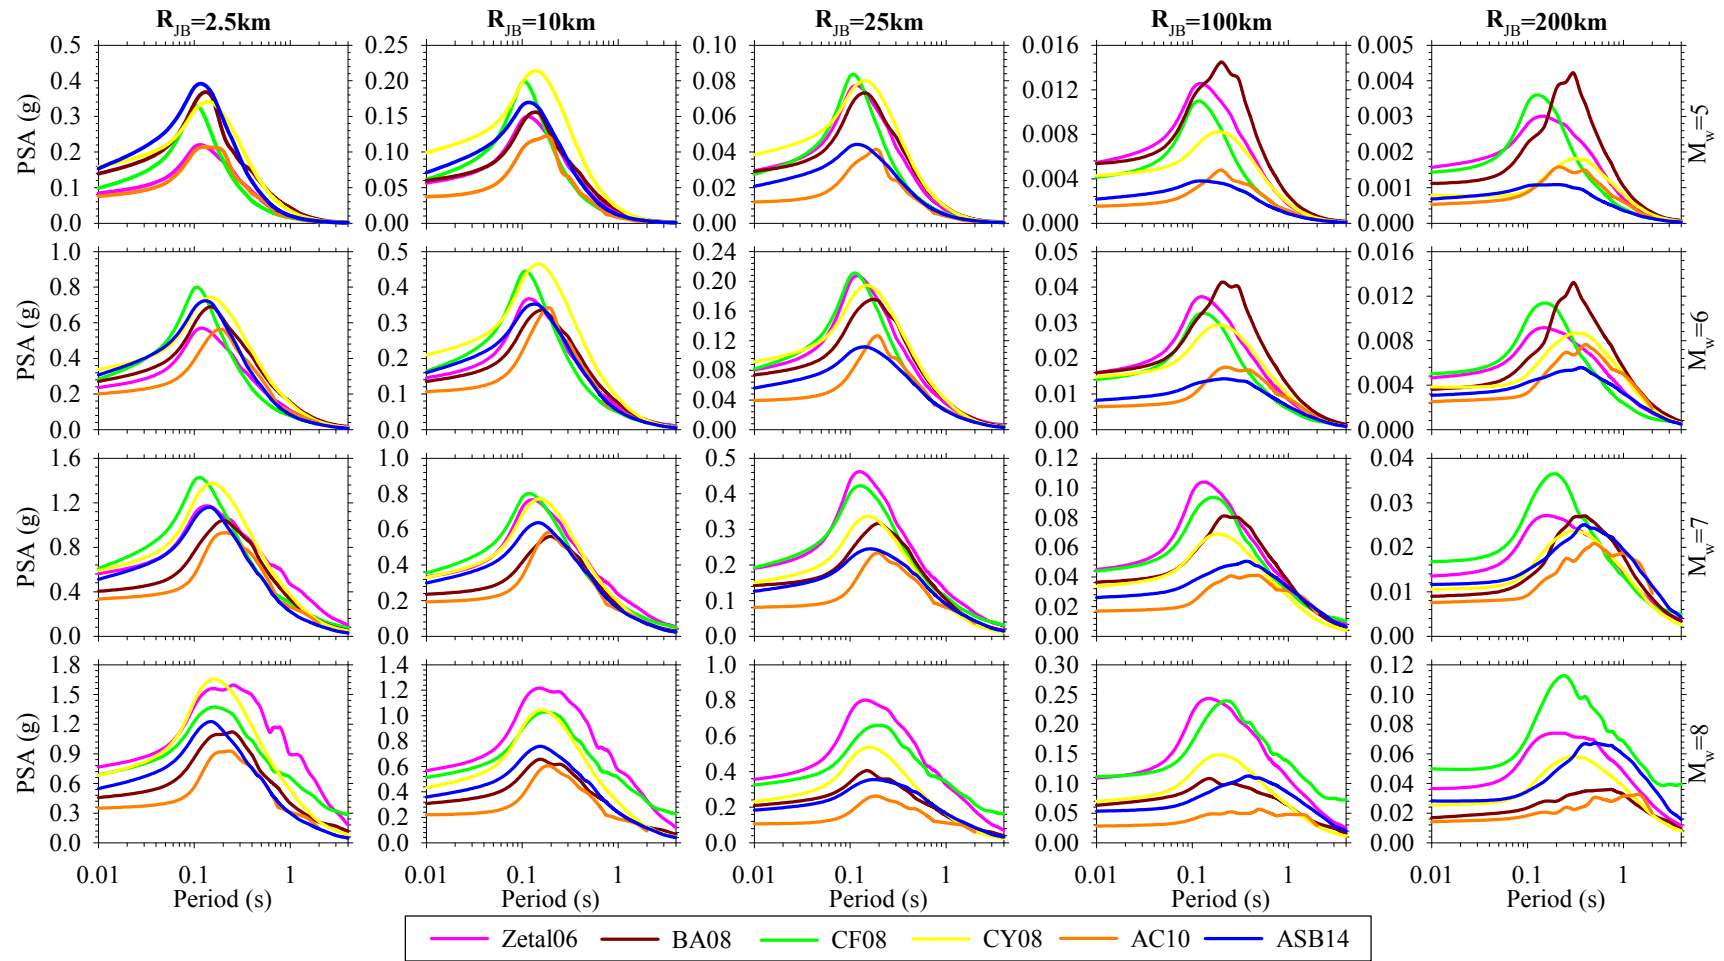 R_JB=2.5km R_JB=10km R_JB=25km R_JB=100km R_JB=200km
PSA (g)
0.5 0.4 0.3 0.2 0.1 0.0
0.25 0.20 0.15 0.10 0.05 0.00
0.10 0.08 0.06 0.04 0.02 0.00
0.016 0.012 0.008 0.004 0.000
0.005 0.004 0.003 0.002 0.001 0.000
M_w=5
PSA (g)
1.0 0.8 0.6 0.4 0.2 0.0
0.5 0.4 0.3 0.2 0.1 0.0
0.24 0.20 0.16 0.12 0.08 0.04 0.00
0.05 0.04 0.03 0.02 0.01 0.00
0.016 0.012 0.008 0.004 0.000
M_w=6
PSA (g)
1.6 1.2 0.8 0.4 0.0
1.0 0.8 0.6 0.4 0.2 0.0
0.5 0.4 0.3 0.2 0.1 0.0
0.12 0.10 0.08 0.06 0.04 0.02 0.00
0.04 0.03 0.02 0.01 0.00
M_w=7
PSA (g)
1.8 1.5 1.2 0.9 0.6 0.3 0.0
1.4 1.2 1.0 0.8 0.6 0.4 0.2 0.0
1.0 0.8 0.6 0.4 0.2 0.0
0.30 0.25 0.20 0.15 0.10 0.05 0.00
0.12 0.10 0.08 0.06 0.04 0.02 0.00
M_w=8
0.01 0.1 1 0.01 0.1 1 0.01 0.1 1 0.01 0.1 1 0.01 0.1 1
Period (s) Period (s) Period (s) Period (s) Period (s)
Zetal06 BA08 CF08 CY08 AC10 ASB14